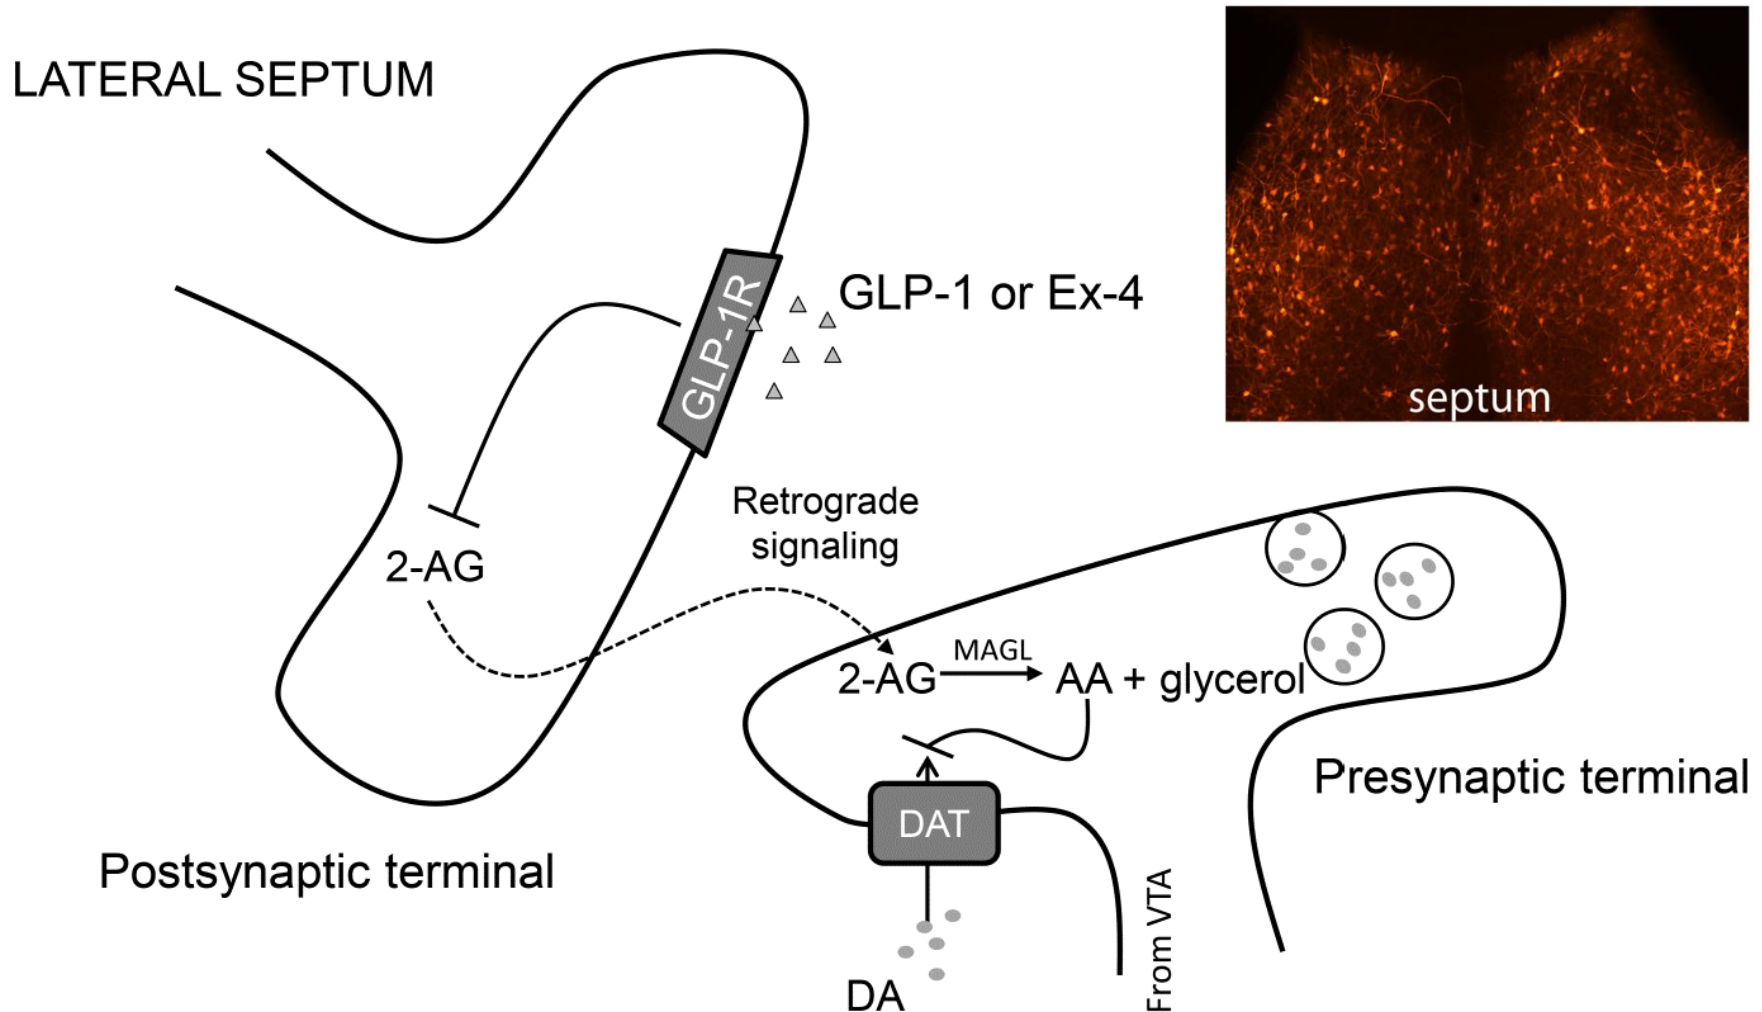 LATERAL SEPTUM
GLP-1R
GLP-1 or Ex-4
septum
Retrograde
signaling
2-AG
2-AG
MAGL
AA + glycerol
Presynaptic terminal
DAT
Postsynaptic terminal
From VTA
DA